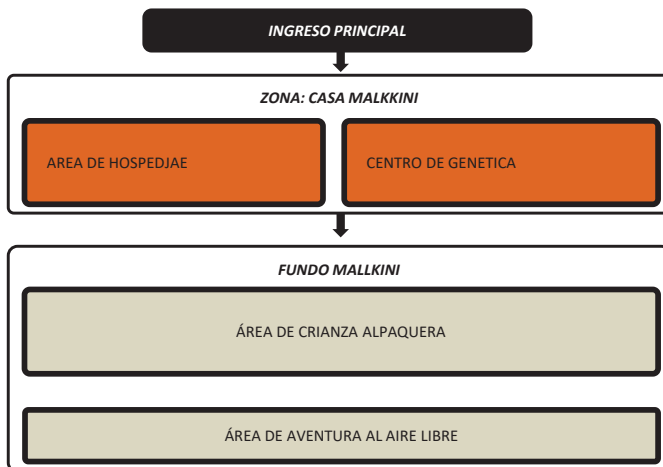 INGRESO PRINCIPAL
ZONA: CASA MALKKINI
AREA DE HOSPEDJAE
CENTRO DE GENETICA
FUNDO MALLKINI
ÁREA DE CRIANZA ALPAQUERA
ÁREA DE AVENTURA AL AIRE LIBRE